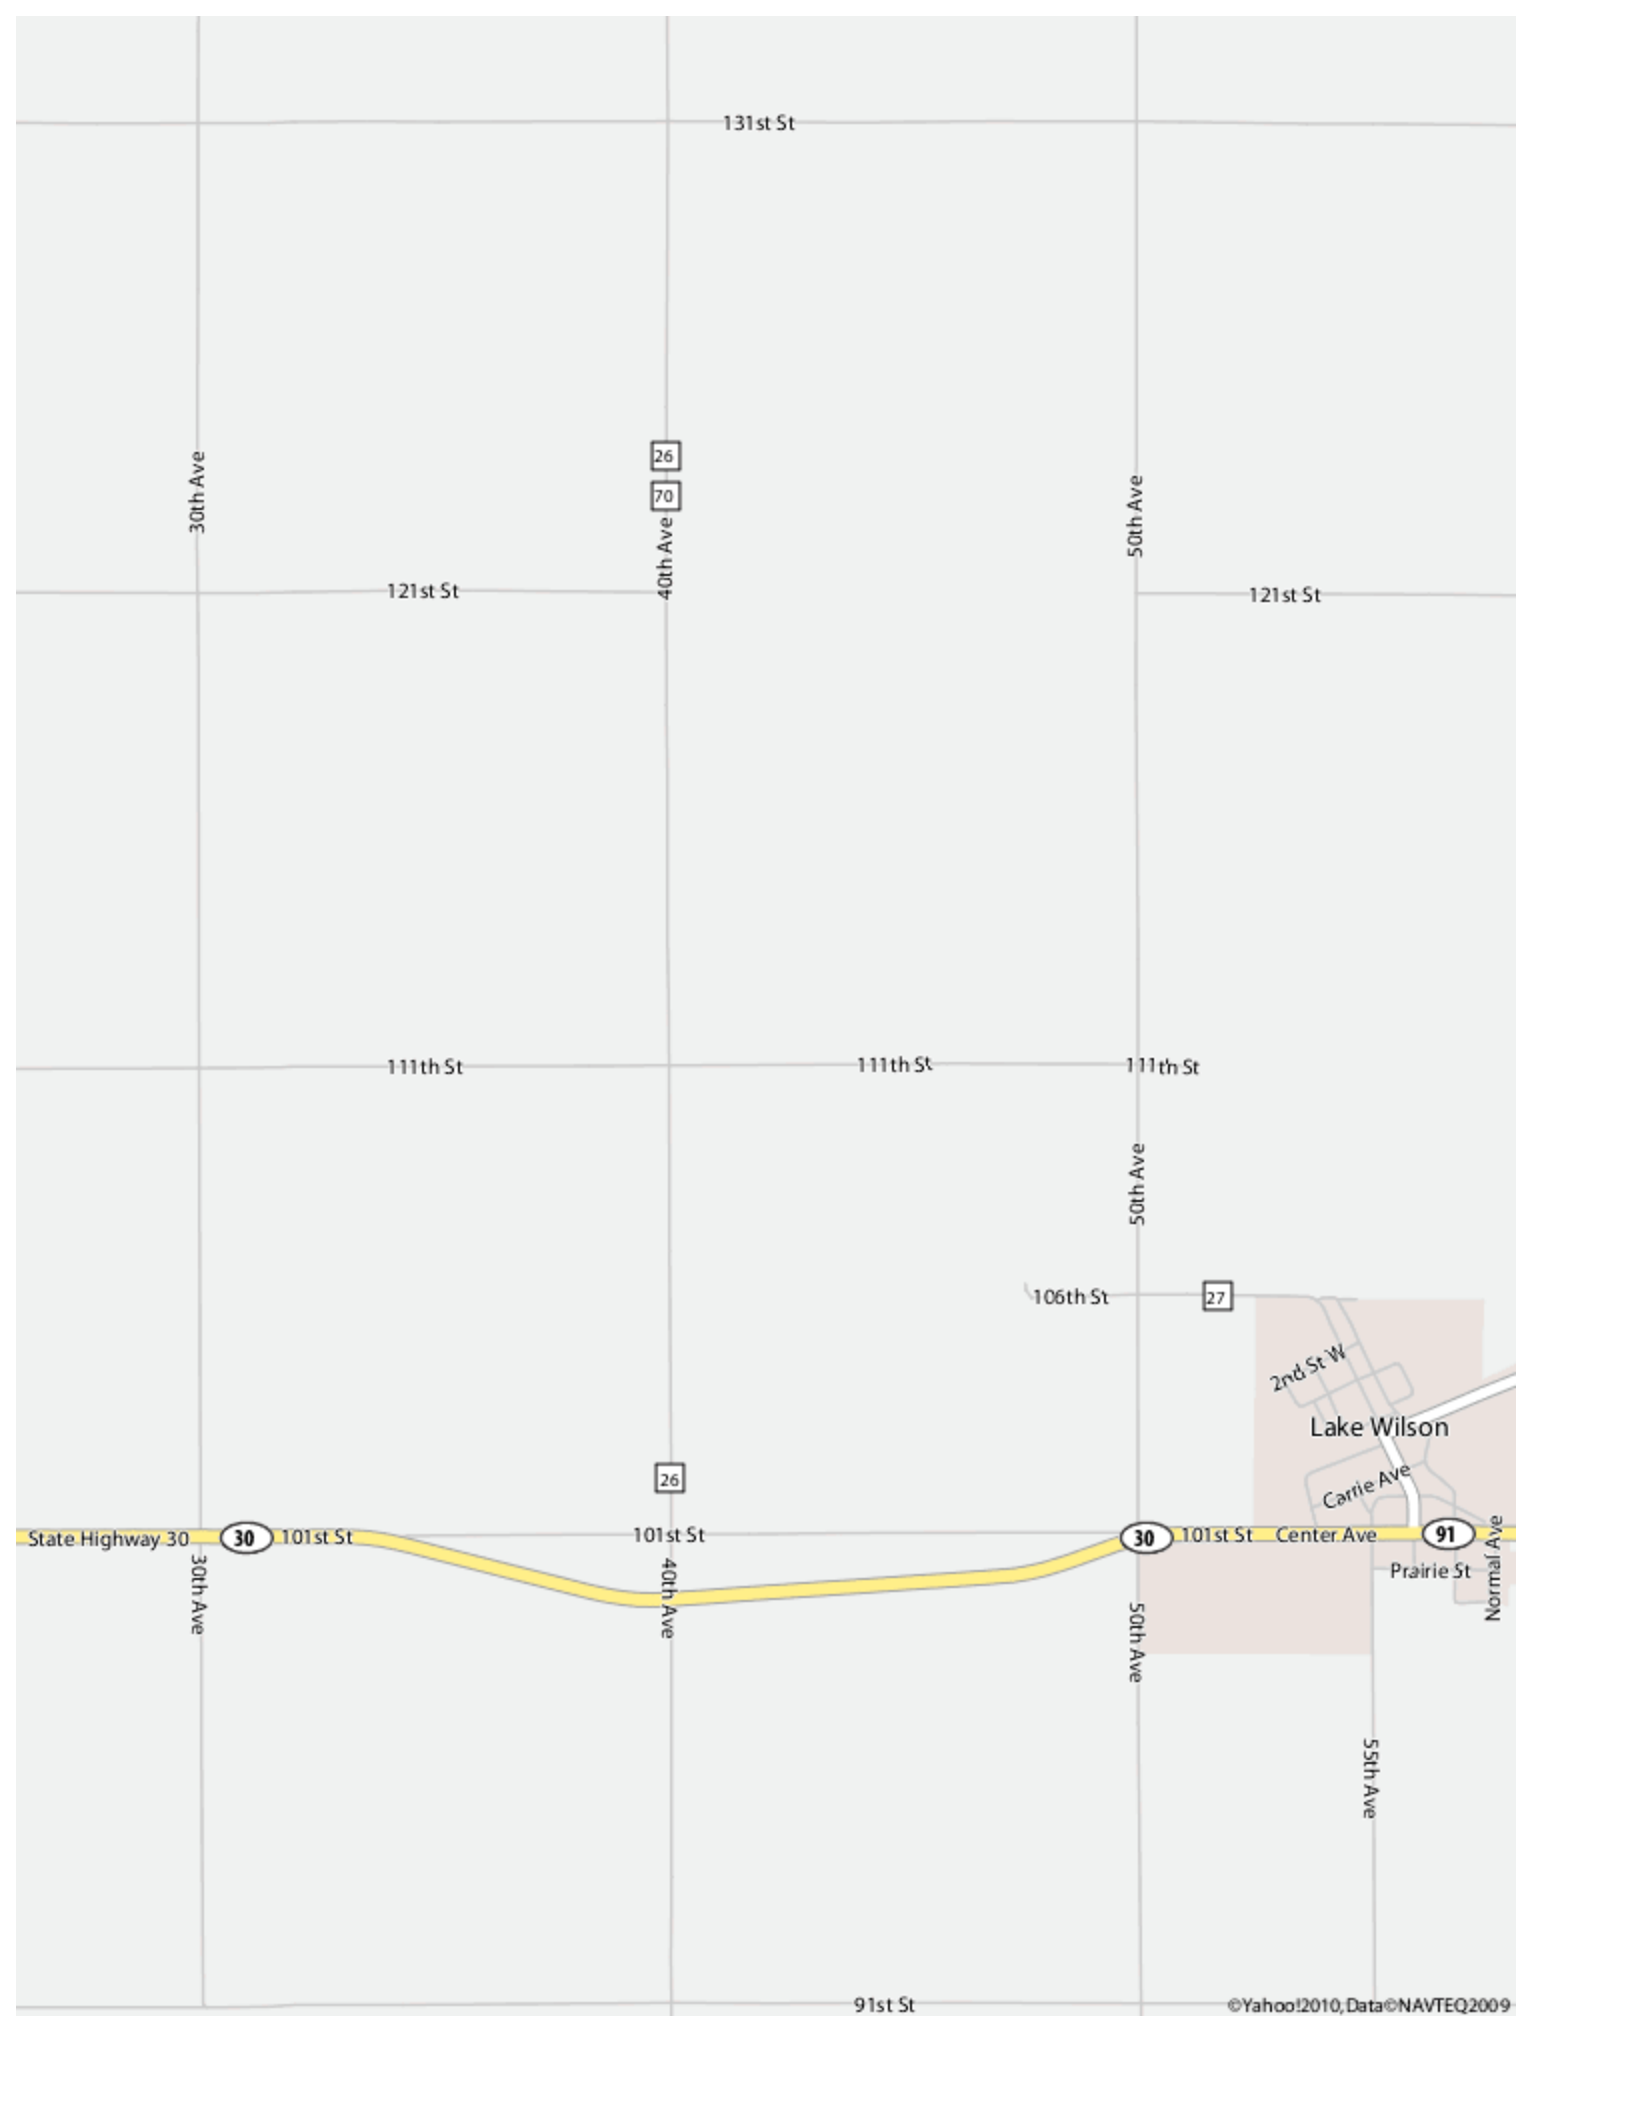 131st St
30th Ave
26
70
40th Ave
50th Ave
121st St
121st St
111th St
111th St
111th St
50th Ave
106th St
27
2nd St W
Lake Wilson
Carrie Ave
26
State Highway 30
30
101st St
101st St
30
101st St
Center Ave
91
Normal Ave
Prairie St
30th Ave
40th Ave
50th Ave
55th Ave
91st St
©Yahoo!2010,Data©NAVTEQ2009